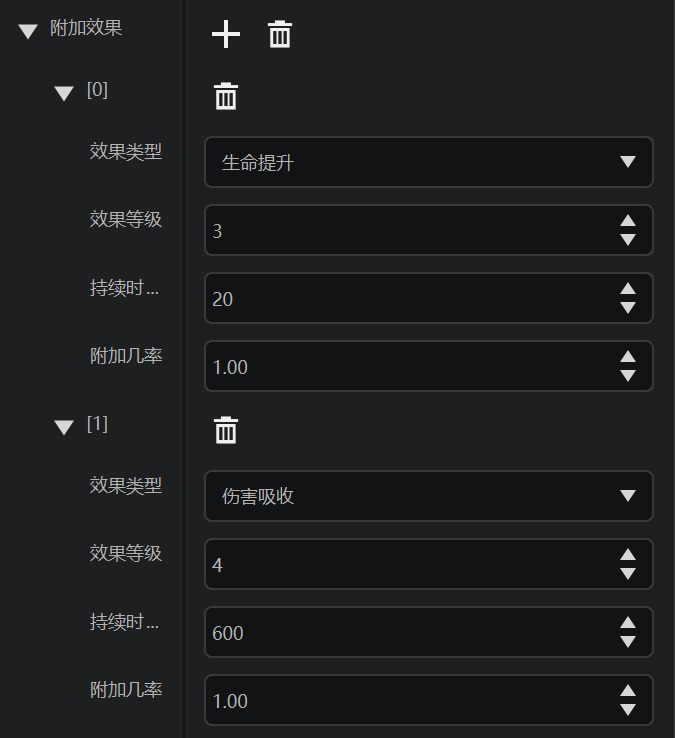 附加效果
[0]
效果类型 生命提升
效果等级 3
持续时... 20
附加几率 1.00
[1]
效果类型 伤害吸收
效果等级 4
持续时... 600
附加几率 1.00